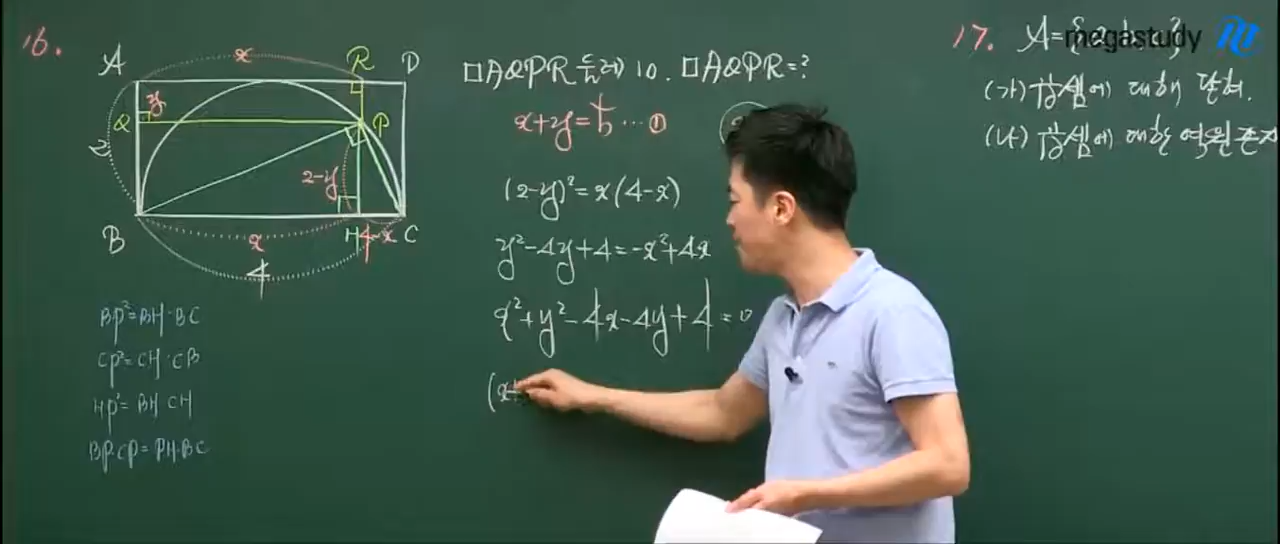 16.
A x R D
y
Q P
2
2-y
B x H 4-x C
4
BP²=BH·BC
CP²=CH·CB
HP²=BH·CH
BP·CP=PH·BC
□AQPR 둘레 10. □AQPR=?
x+y=5 … ①
(2-y)²=x(4-x)
y²-4y+4=-x²+4x
x²+y²-4x-4y+4=0
(x+
17. A={a, b, c}
megastudy
(가) 곱셈에 대해 닫혀.
(나) 곱셈에 대한 역원 존재